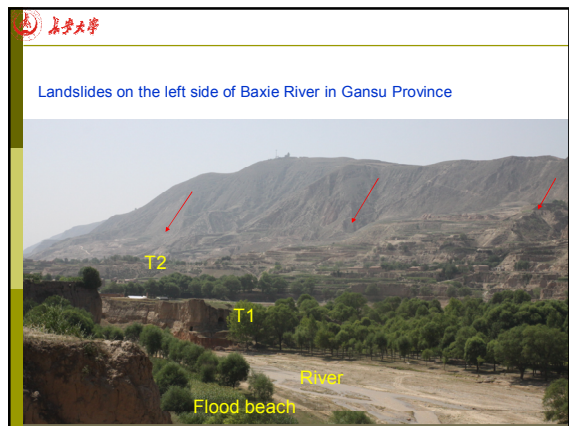 长安大学
Landslides on the left side of Baxie River in Gansu Province
T2
T1
River
Flood beach